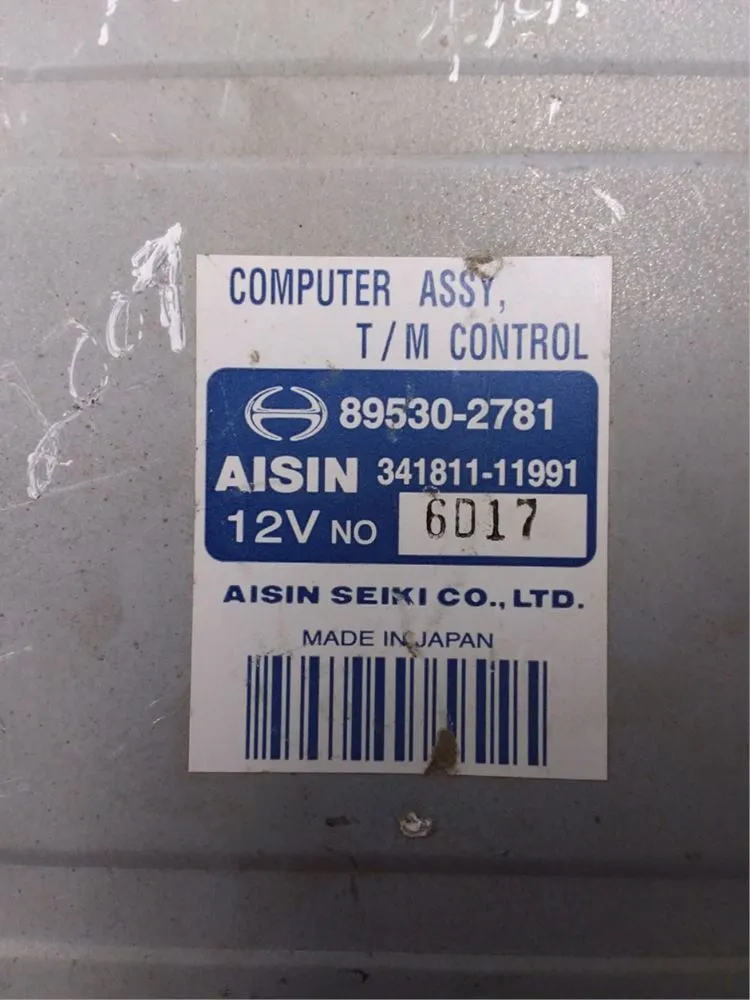 COMPUTER ASSY,
T/M CONTROL
89530-2781
AISIN 341811-11991
12V NO 6D17
AISIN SEIKI CO., LTD.
MADE IN JAPAN